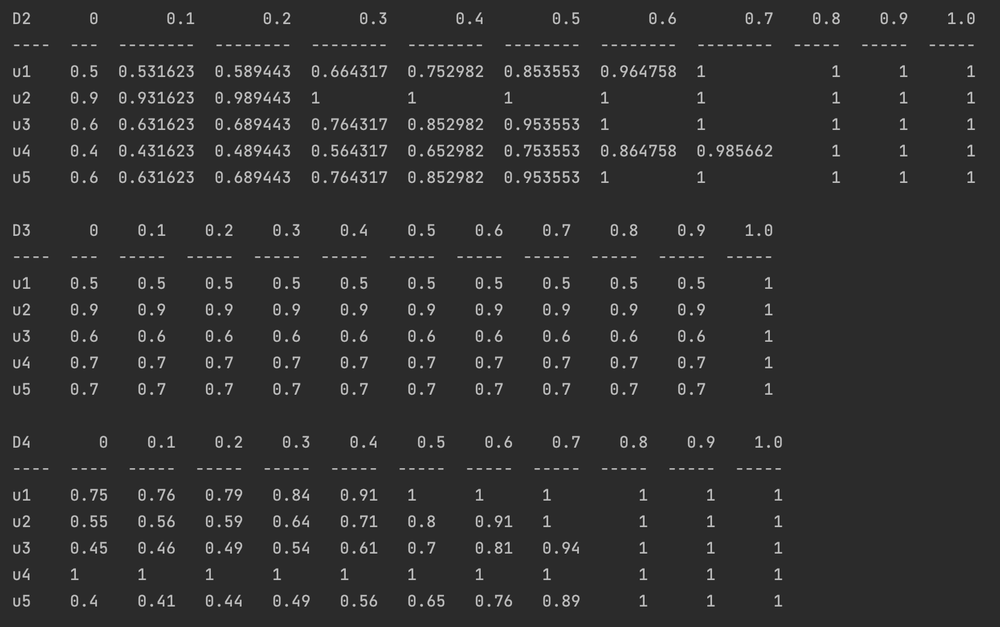 D2      0       0.1       0.2       0.3       0.4       0.5       0.6       0.7    0.8    0.9    1.0
----  ---  --------  --------  --------  --------  --------  --------  --------  -----  -----  -----
u1    0.5  0.531623  0.589443  0.664317  0.752982  0.853553  0.964758  1             1      1      1
u2    0.9  0.931623  0.989443  1         1         1         1         1             1      1      1
u3    0.6  0.631623  0.689443  0.764317  0.852982  0.953553  1         1             1      1      1
u4    0.4  0.431623  0.489443  0.564317  0.652982  0.753553  0.864758  0.985662      1      1      1
u5    0.6  0.631623  0.689443  0.764317  0.852982  0.953553  1         1             1      1      1
D3      0    0.1    0.2    0.3    0.4    0.5    0.6    0.7    0.8    0.9    1.0
----  ---  -----  -----  -----  -----  -----  -----  -----  -----  -----  -----
u1    0.5    0.5    0.5    0.5    0.5    0.5    0.5    0.5    0.5    0.5      1
u2    0.9    0.9    0.9    0.9    0.9    0.9    0.9    0.9    0.9    0.9      1
u3    0.6    0.6    0.6    0.6    0.6    0.6    0.6    0.6    0.6    0.6      1
u4    0.7    0.7    0.7    0.7    0.7    0.7    0.7    0.7    0.7    0.7      1
u5    0.7    0.7    0.7    0.7    0.7    0.7    0.7    0.7    0.7    0.7      1
D4       0    0.1    0.2    0.3    0.4    0.5    0.6    0.7    0.8    0.9    1.0
----  ----  -----  -----  -----  -----  -----  -----  -----  -----  -----  -----
u1    0.75   0.76   0.79   0.84   0.91   1      1      1         1      1      1
u2    0.55   0.56   0.59   0.64   0.71   0.8    0.91   1         1      1      1
u3    0.45   0.46   0.49   0.54   0.61   0.7    0.81   0.94      1      1      1
u4    1      1      1      1      1      1      1      1         1      1      1
u5    0.4    0.41   0.44   0.49   0.56   0.65   0.76   0.89      1      1      1